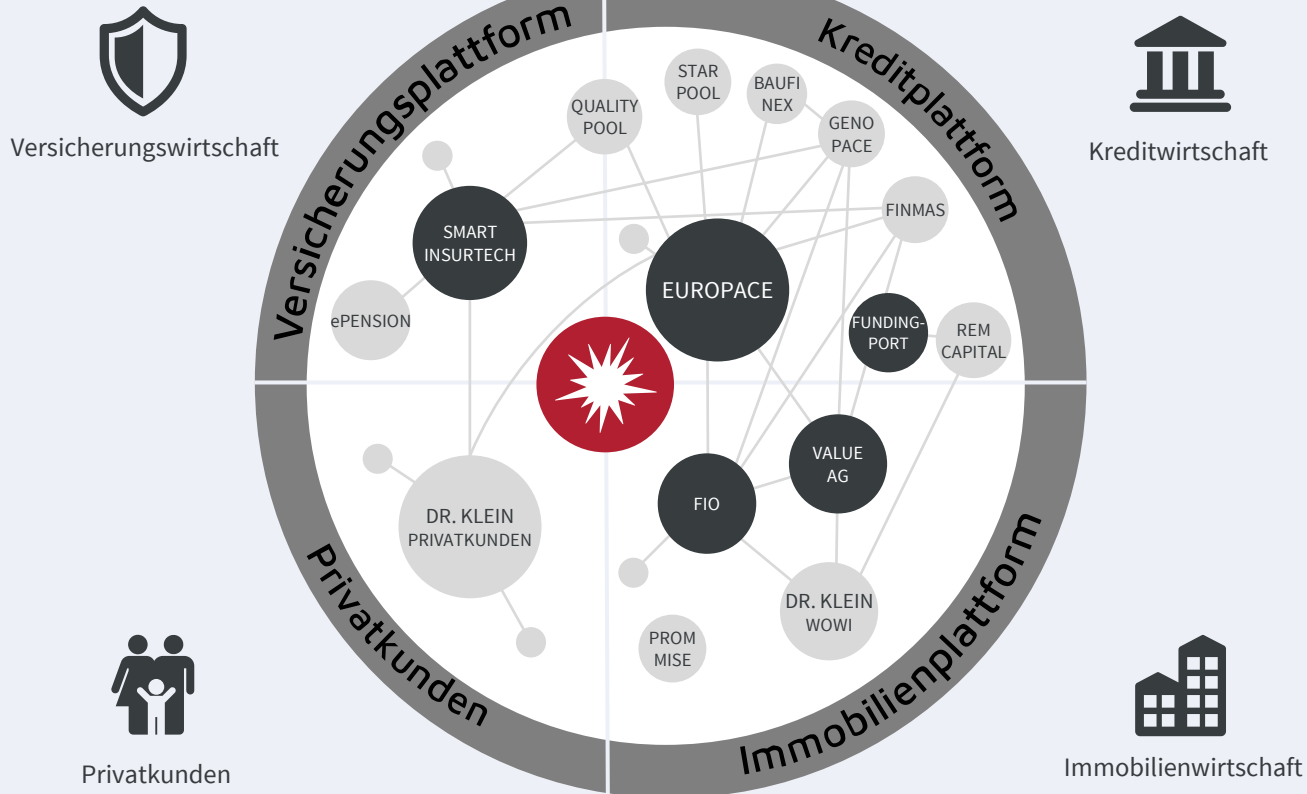 Versicherungsplattform
Kreditplattform
Versicherungswirtschaft
Kreditwirtschaft
QUALITY
POOL
STAR
POOL
BAUFI
NEX
GENO
PACE
FINMAS
SMART
INSURTECH
EUROPACE
ePENSION
FUNDING-
PORT
REM
CAPITAL
VALUE
AG
FIO
DR. KLEIN
PRIVATKUNDEN
DR. KLEIN
WOWI
PROM
MISE
Privatkunden
Immobilienplattform
Privatkunden
Immobilienwirtschaft